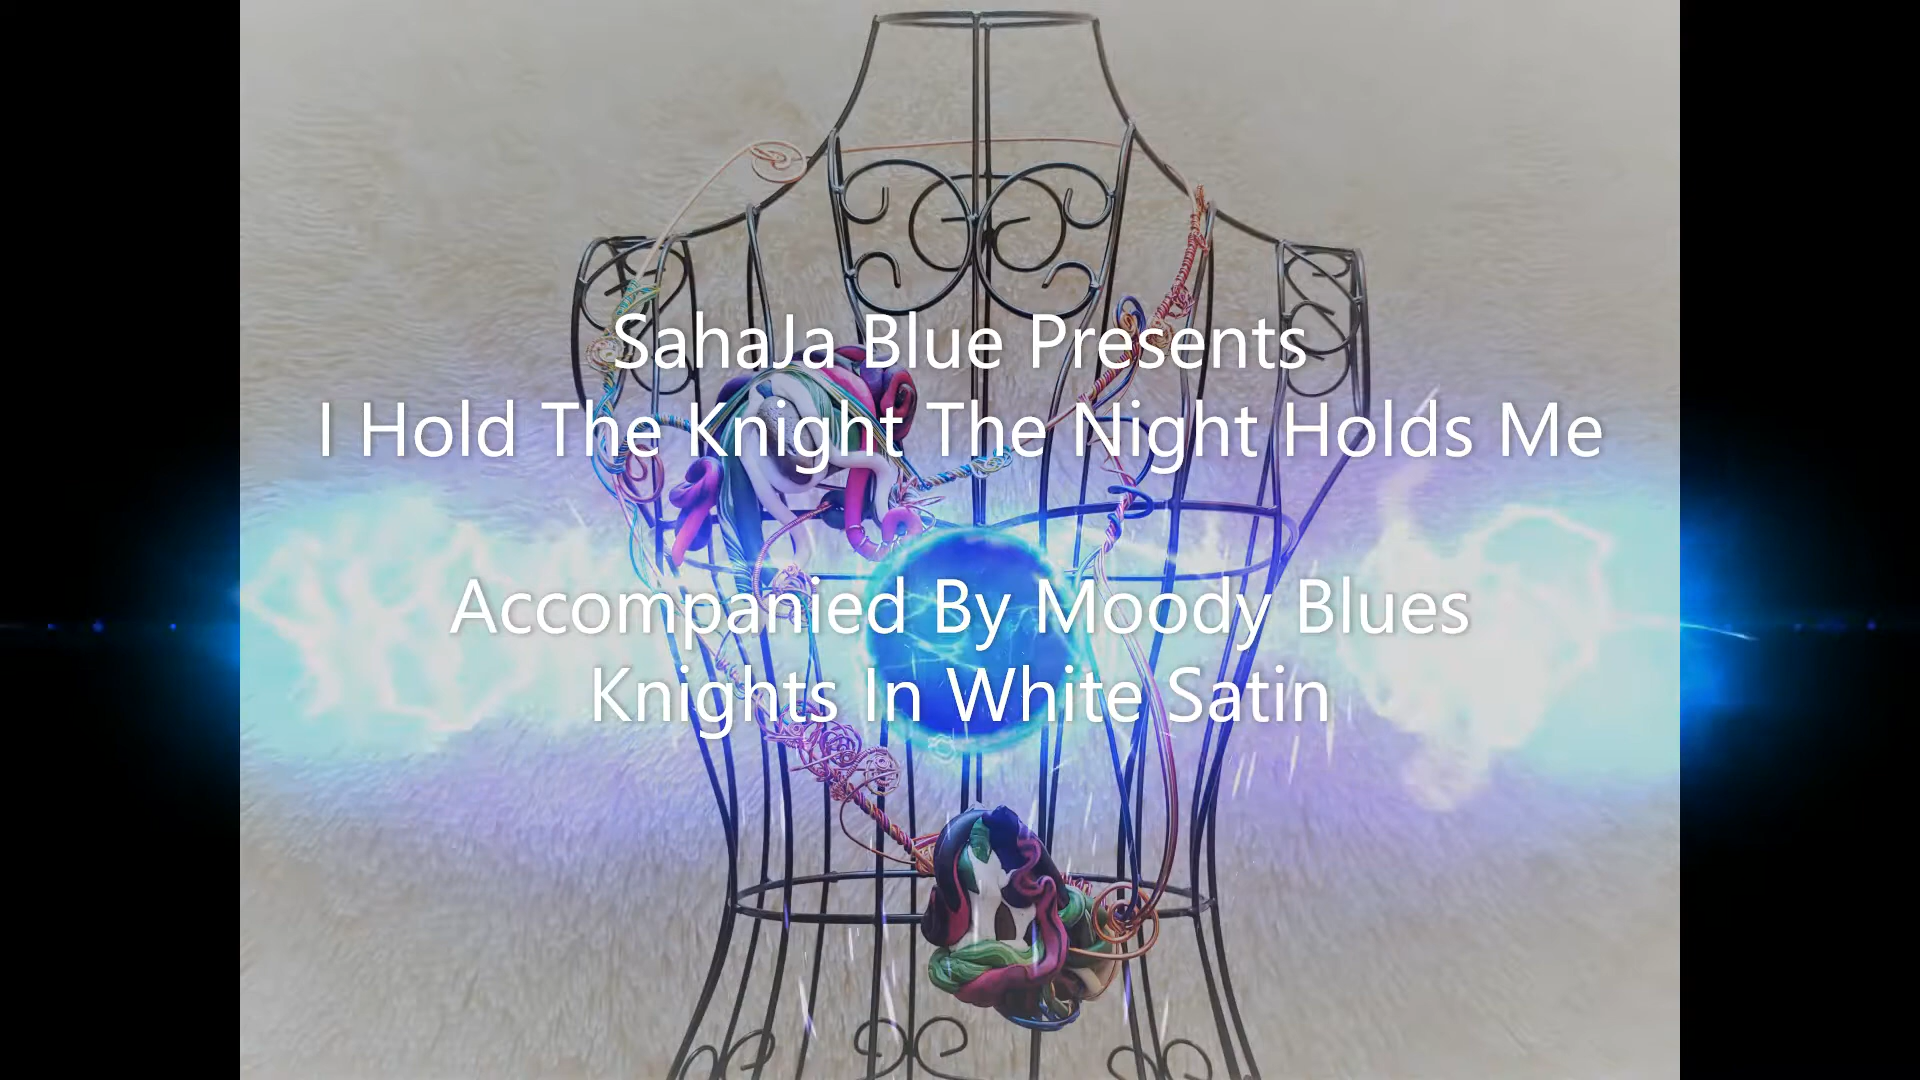 SahaJa Blue Presents
I Hold The Knight The Night Holds Me
Accompanied By Moody Blues
Knights In White Satin